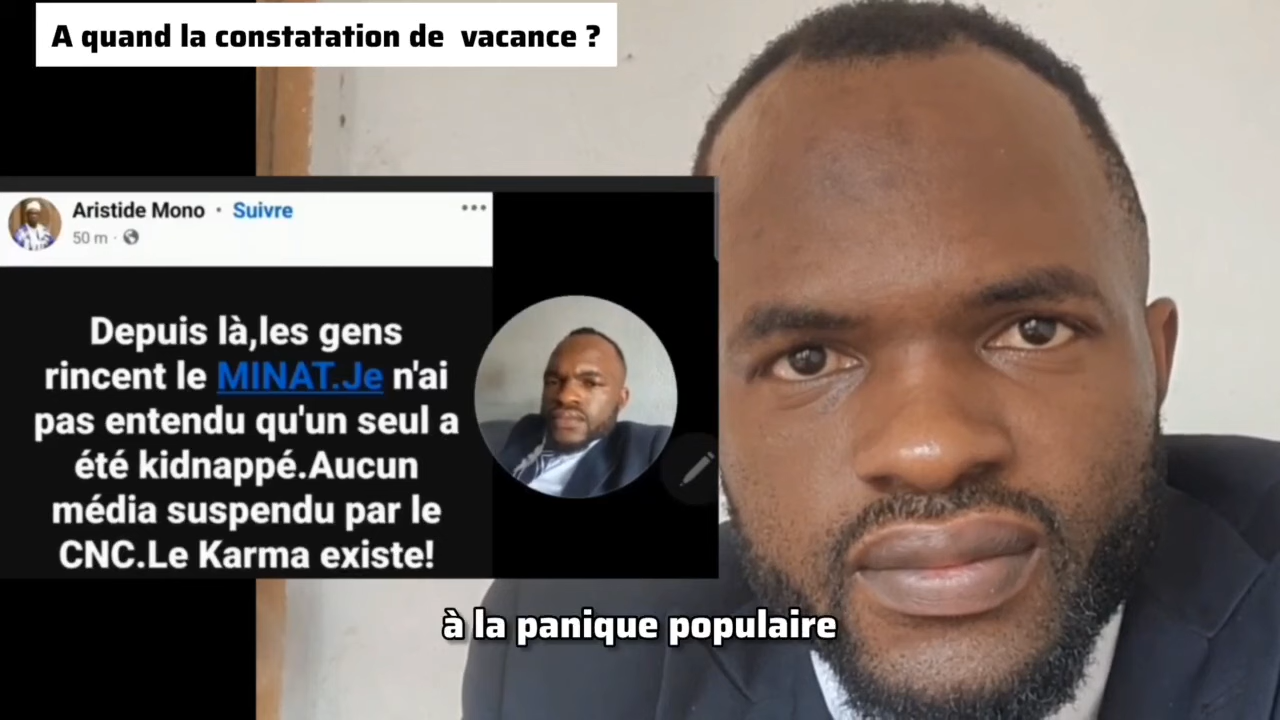 A quand la constatation de vacance ?
Aristide Mono · Suivre
50 m ·
Depuis là,les gens
rincent le MINAT.Je n'ai
pas entendu qu'un seul a
été kidnappé.Aucun
média suspendu par le
CNC.Le Karma existe!
à la panique populaire